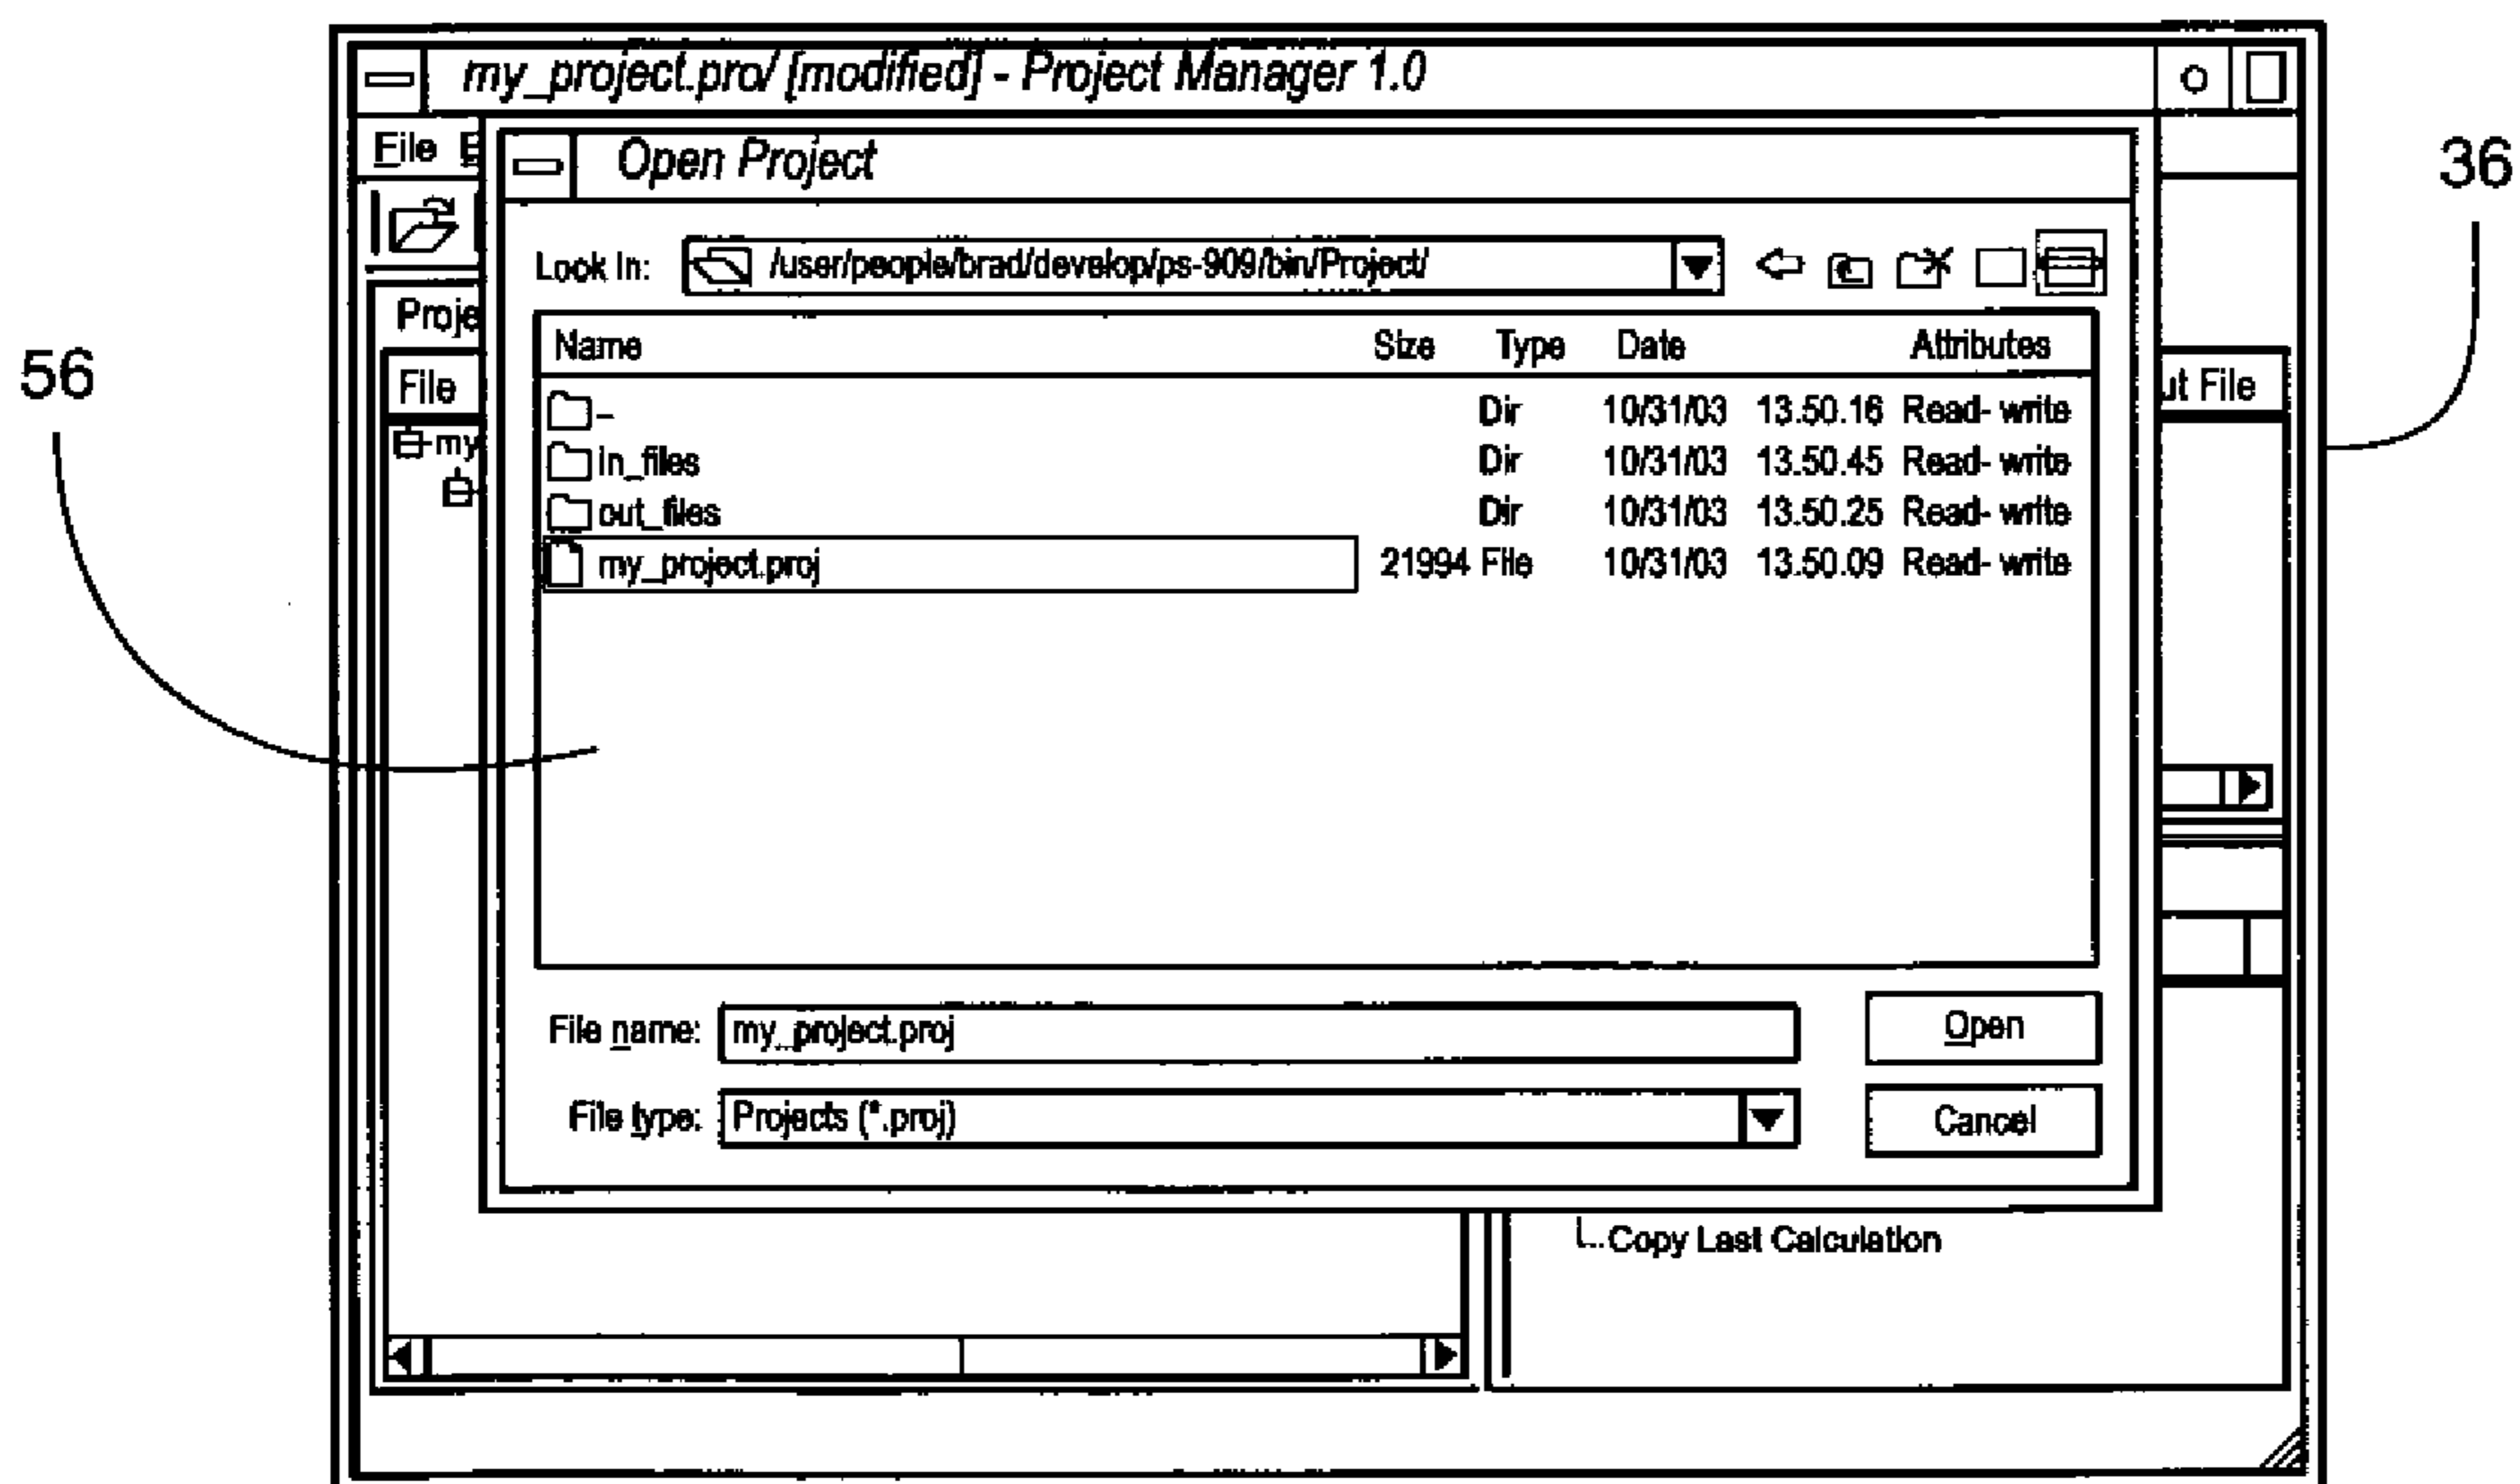 my_project.pro/ [modified] - Project Manager 1.0
File E
Open Project
36
Look In: /user/people/brad/develop/ps-909/bin/Project/
Proje
Name Size Type Date Attributes
56
File
ut File
– Dir 10/31/03 13.50.16 Read- write
my
in_files Dir 10/31/03 13.50.45 Read- write
out_files Dir 10/31/03 13.50.25 Read- write
my_project.proj 21994 File 10/31/03 13.50.09 Read- write
File name: my_project.proj Open
File type: Projects (*.proj) Cancel
Copy Last Calculation